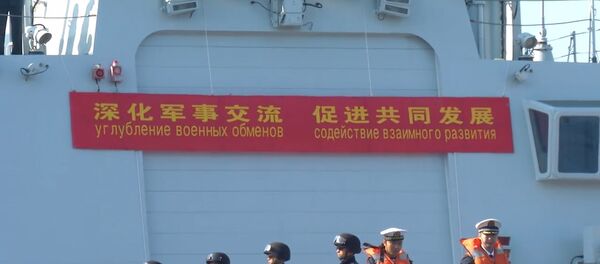 深化军事交流 促进共同发展
углубление военных обменов содействие взаимного развития